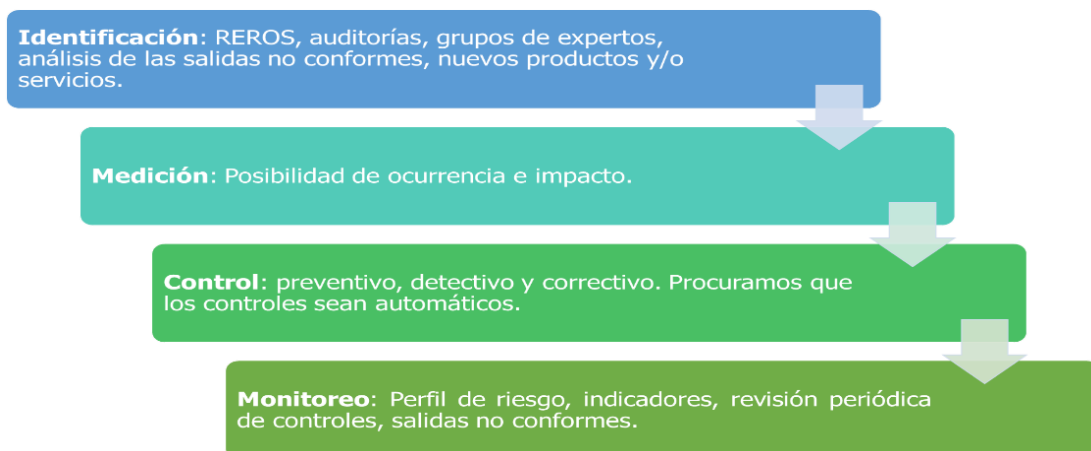 Identificación: REROS, auditorías, grupos de expertos,
análisis de las salidas no conformes, nuevos productos y/o
servicios.
Medición: Posibilidad de ocurrencia e impacto.
Control: preventivo, detectivo y correctivo. Procuramos que
los controles sean automáticos.
Monitoreo: Perfil de riesgo, indicadores, revisión periódica
de controles, salidas no conformes.